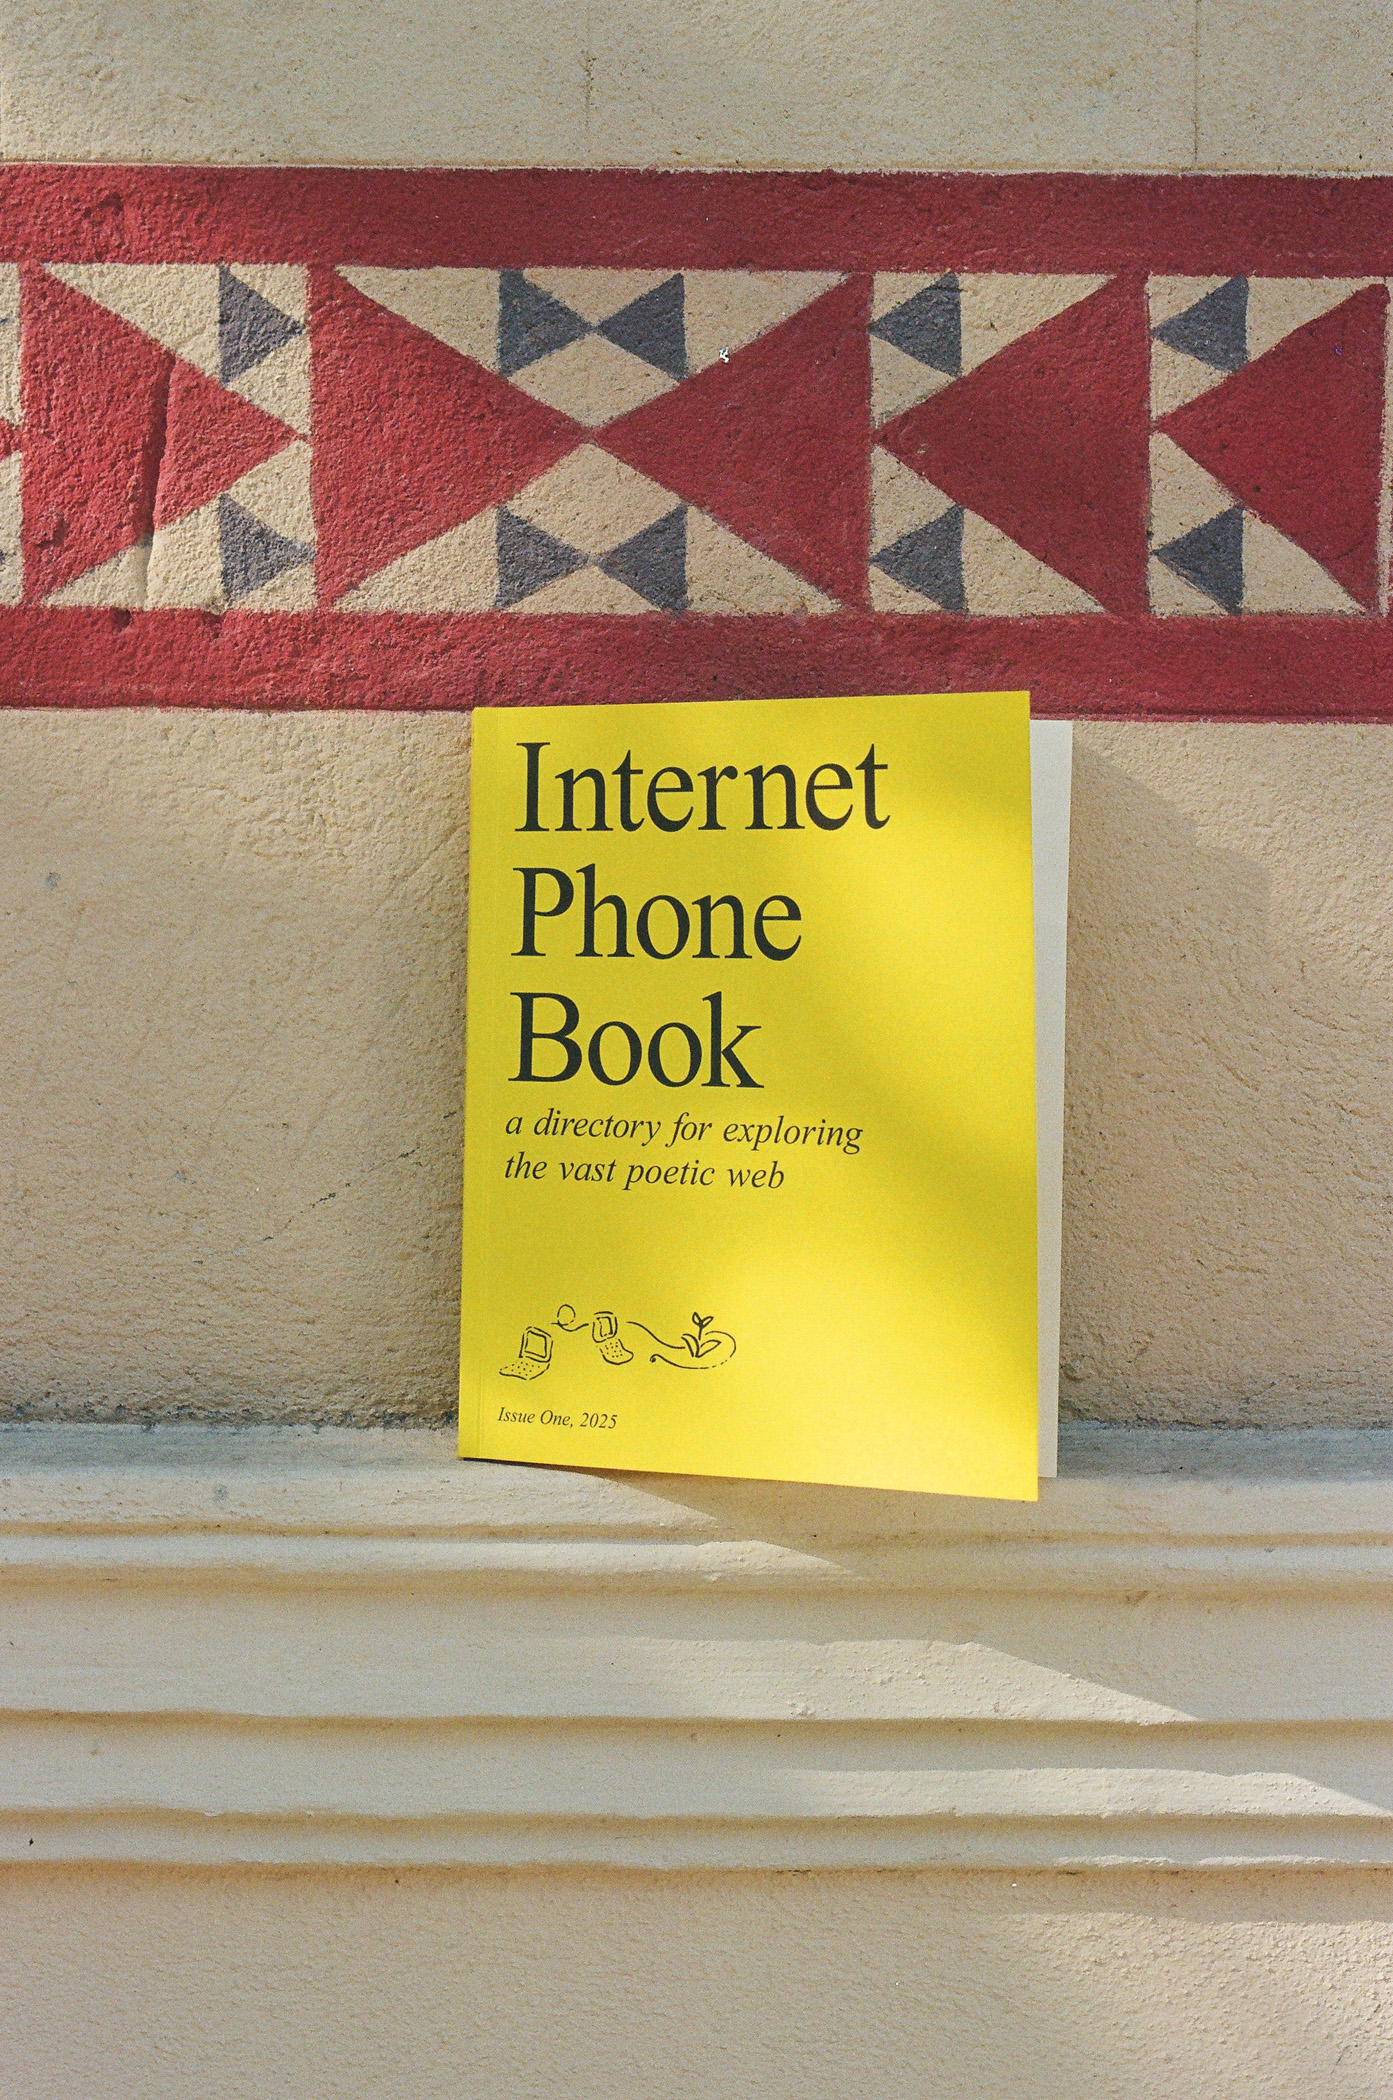 Internet
Phone
Book
a directory for exploring
the vast poetic web
Issue One, 2025